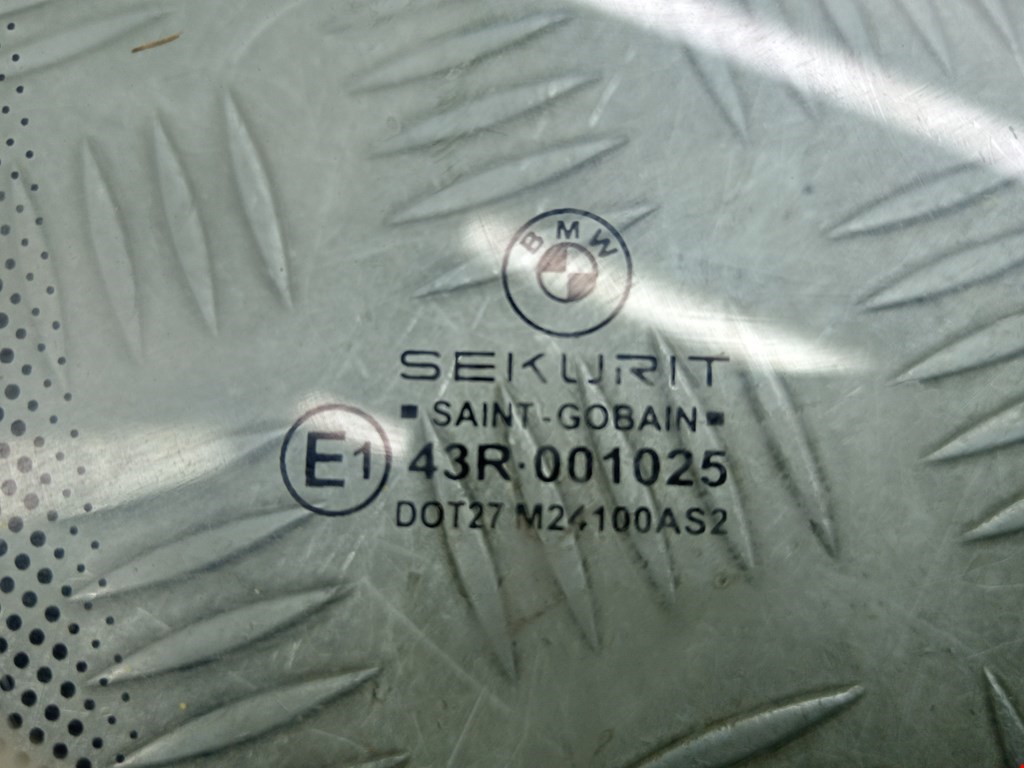 BMW
SEKURIT
SAINT-GOBAIN
E1 43R-001025
DOT27 M24100AS2